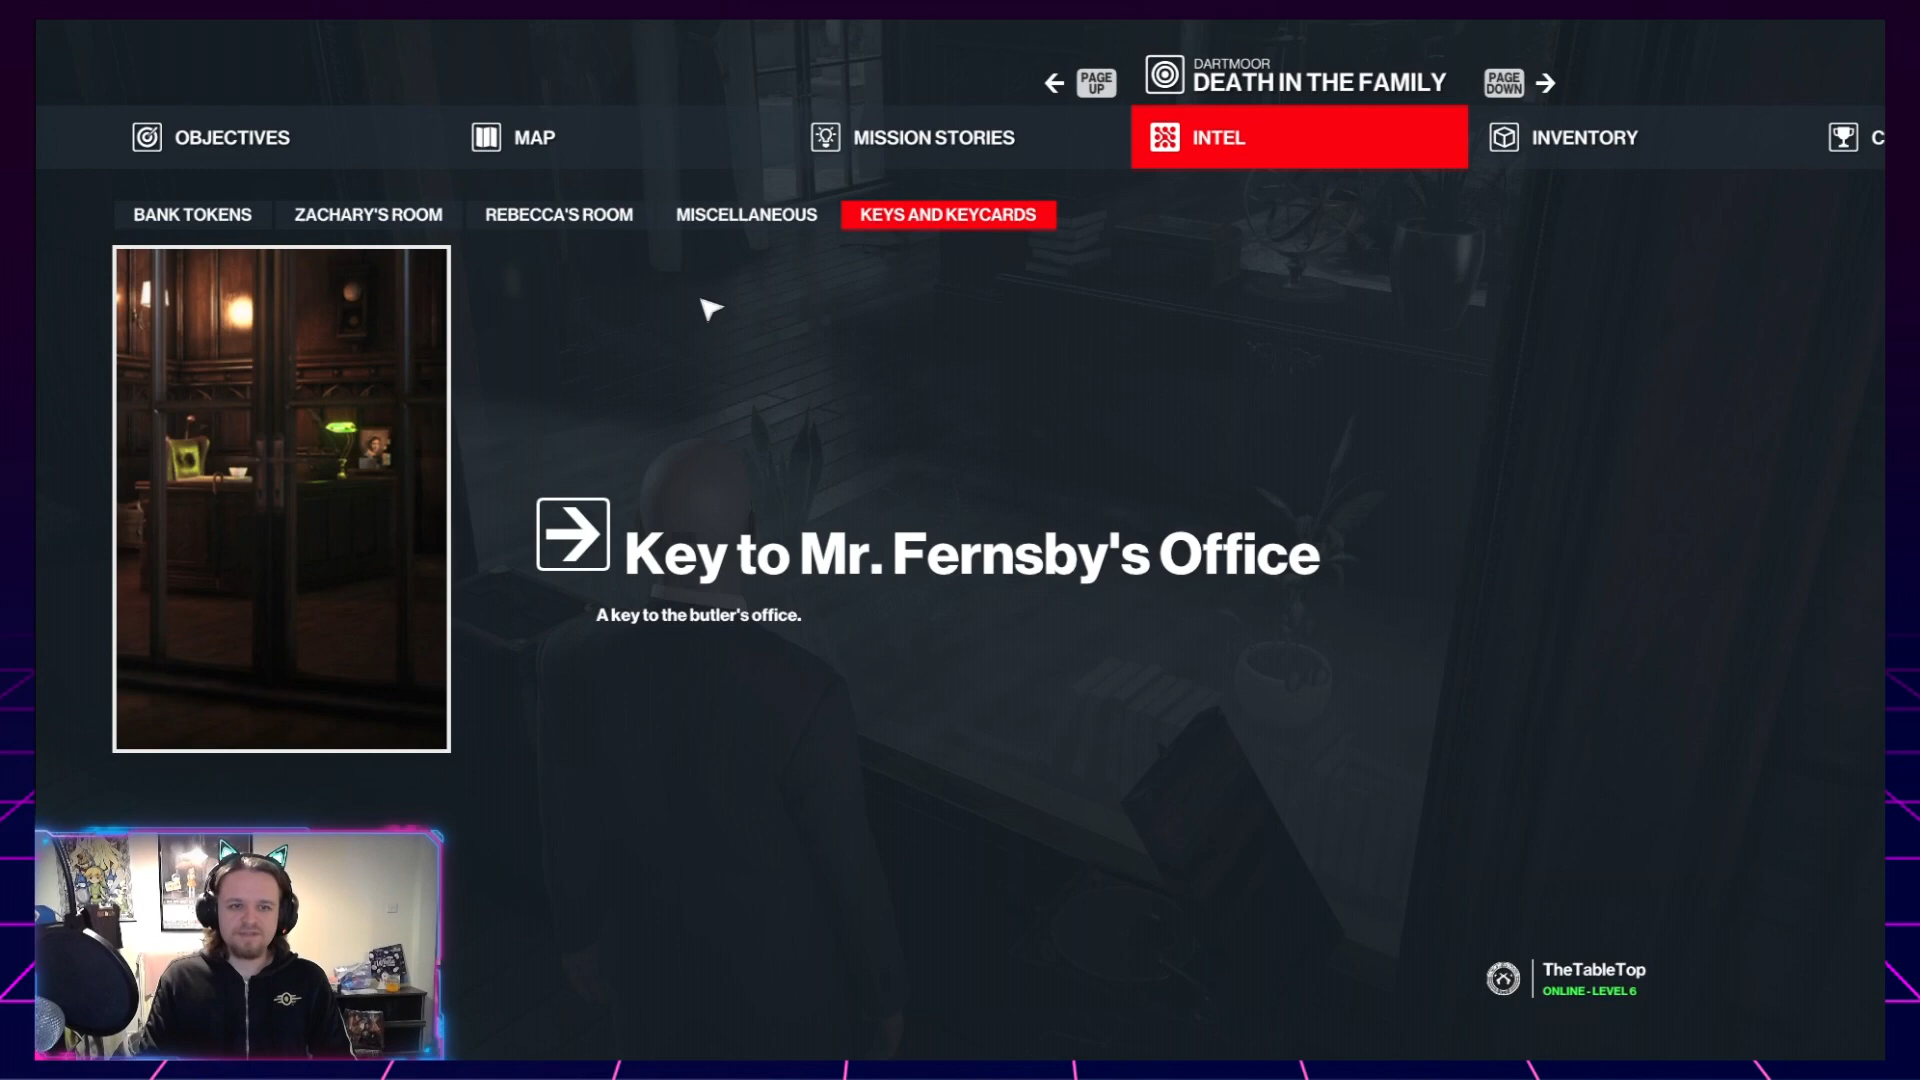 DARTMOOR
PAGE UP
DEATH IN THE FAMILY
PAGE DOWN
OBJECTIVES
MAP
MISSION STORIES
INTEL
INVENTORY
C
BANK TOKENS
ZACHARY'S ROOM
REBECCA'S ROOM
MISCELLANEOUS
KEYS AND KEYCARDS
Key to Mr. Fernsby's Office
A key to the butler's office.
TheTableTop
ONLINE - LEVEL 6